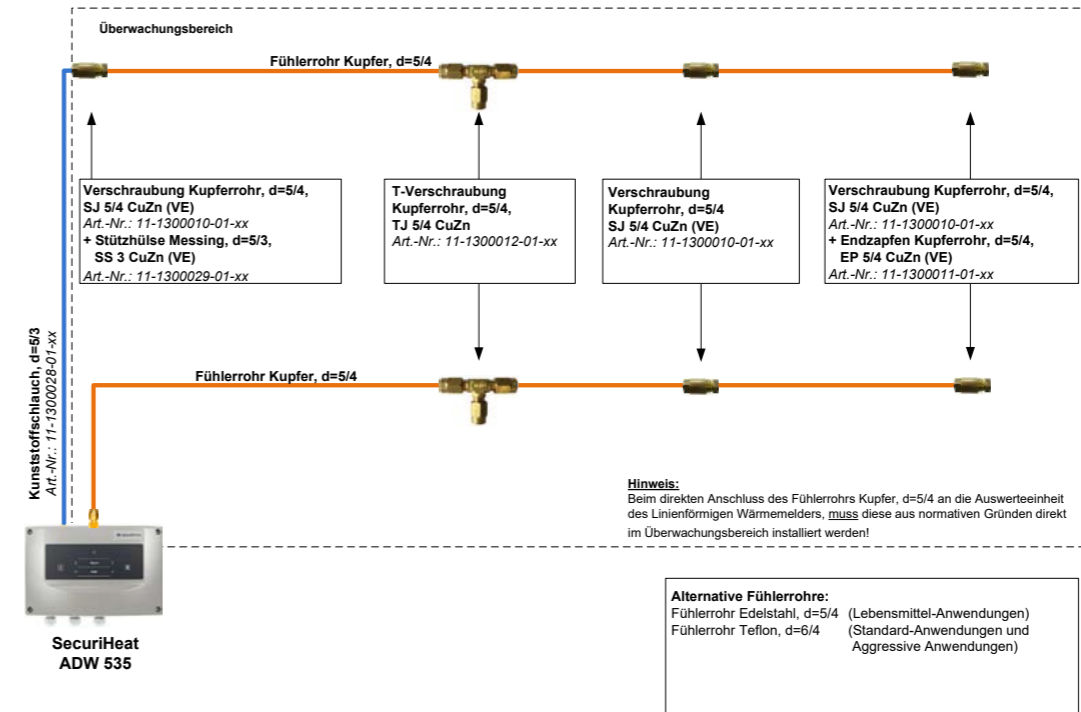 Überwachungsbereich
Fühlerrohr Kupfer, d=5/4
Verschraubung Kupferrohr, d=5/4,
SJ 5/4 CuZn (VE)
Art.-Nr.: 11-1300010-01-xx
+ Stützhülse Messing, d=5/3,
SS 3 CuZn (VE)
Art.-Nr.: 11-1300029-01-xx
T-Verschraubung
Kupferrohr, d=5/4,
TJ 5/4 CuZn
Art.-Nr.: 11-1300012-01-xx
Verschraubung
Kupferrohr, d=5/4
SJ 5/4 CuZn (VE)
Art.-Nr.: 11-1300010-01-xx
Verschraubung Kupferrohr, d=5/4,
SJ 5/4 CuZn (VE)
Art.-Nr.: 11-1300010-01-xx
+ Endzapfen Kupferrohr, d=5/4,
EP 5/4 CuZn (VE)
Art.-Nr.: 11-1300011-01-xx
Kunststoffschlauch, d=5/3
Art.-Nr.: 11-1300028-01-xx
Fühlerrohr Kupfer, d=5/4
Hinweis:
Beim direkten Anschluss des Fühlerrohrs Kupfer, d=5/4 an die Auswerteeinheit
des Linienförmigen Wärmemelders, muss diese aus normativen Gründen direkt
im Überwachungsbereich installiert werden!
SecuriHeat
ADW 535
Alternative Fühlerrohre:
Fühlerrohr Edelstahl, d=5/4 (Lebensmittel-Anwendungen)
Fühlerrohr Teflon, d=6/4 (Standard-Anwendungen und
Aggressive Anwendungen)